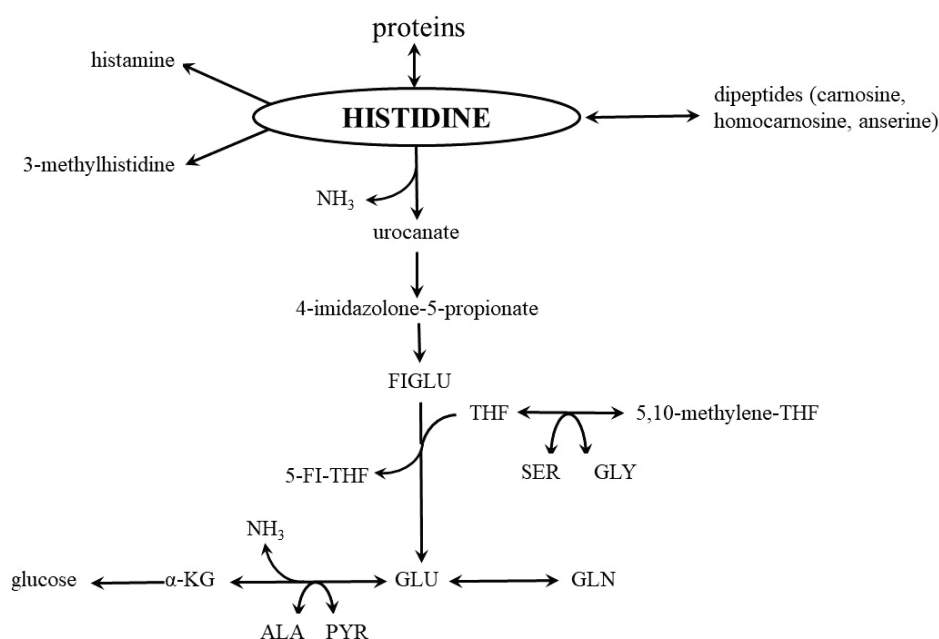 proteins
histamine
HISTIDINE
dipeptides (carnosine,
homocarnosine, anserine)
3-methylhistidine
NH₃
urocanate
4-imidazolone-5-propionate
FIGLU
THF
5,10-methylene-THF
5-FI-THF
SER
GLY
NH₃
glucose
α-KG
GLU
GLN
ALA
PYR